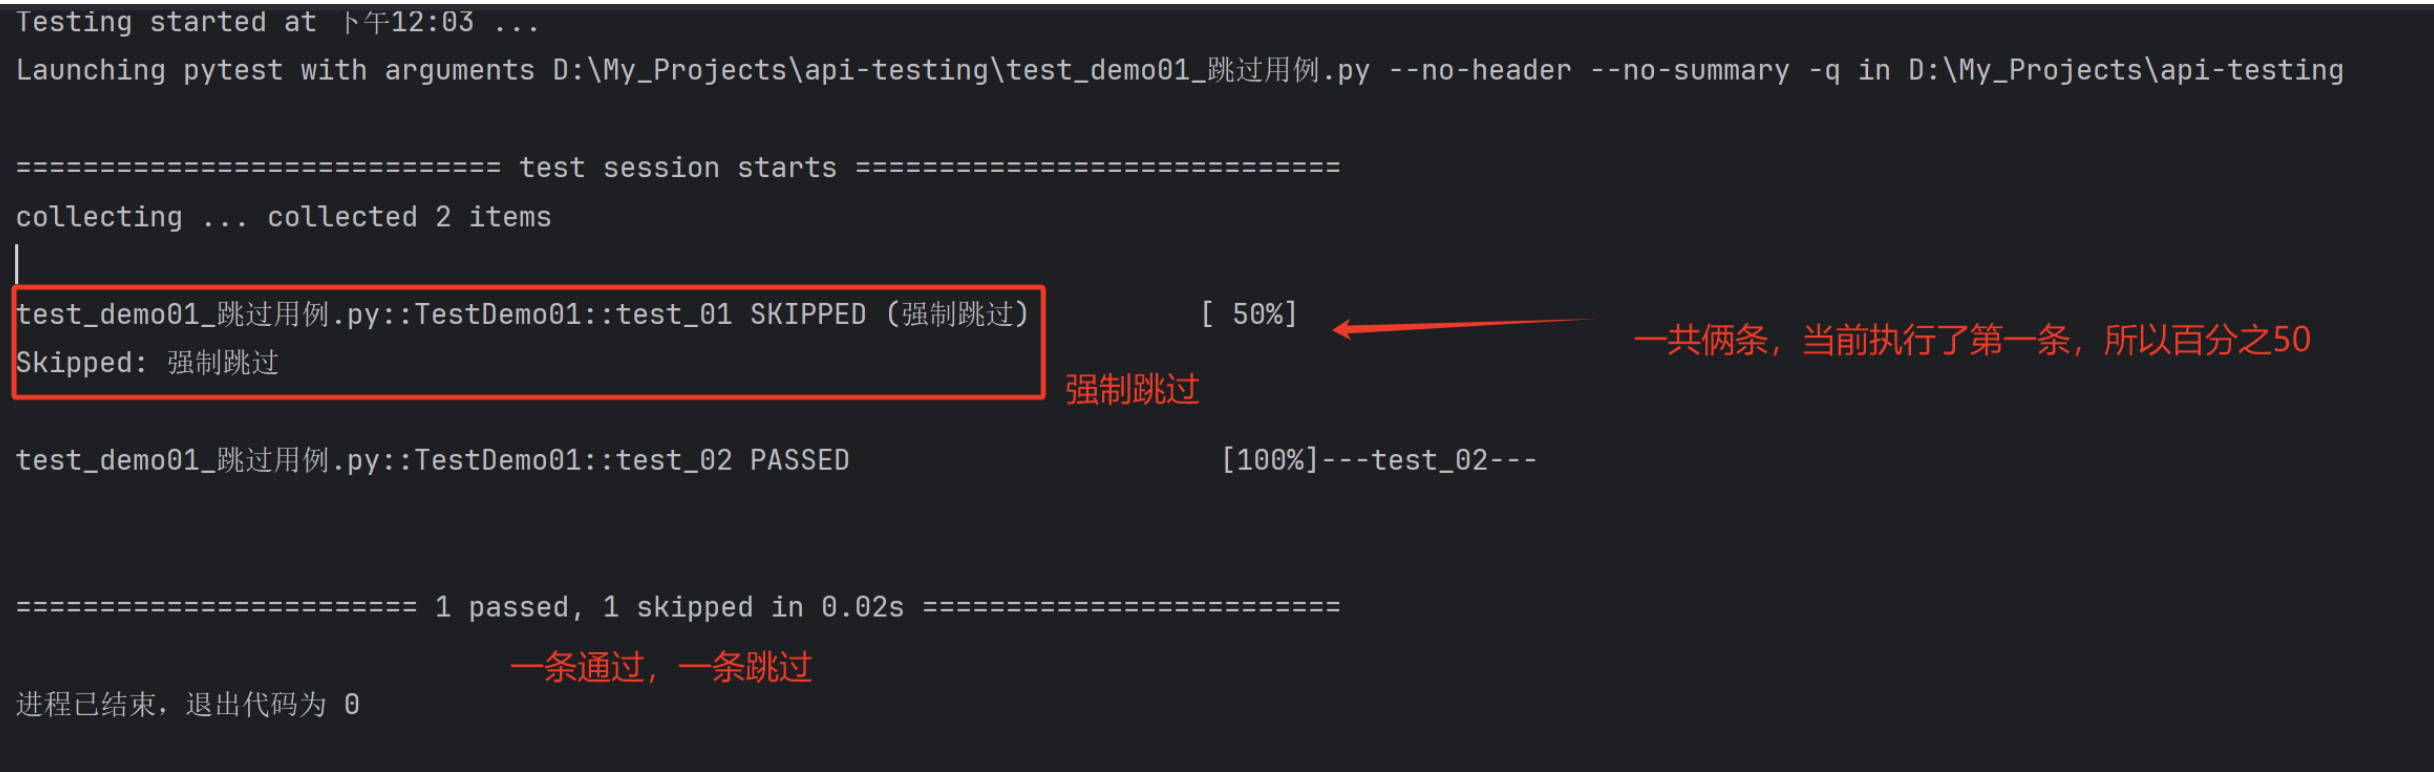 Testing started at 下午12:03 ...
Launching pytest with arguments D:\My_Projects\api-testing\test_demo01_跳过用例.py --no-header --no-summary -q in D:\My_Projects\api-testing
============================= test session starts =============================
collecting ... collected 2 items
test_demo01_跳过用例.py::TestDemo01::test_01 SKIPPED (强制跳过) [ 50%]
一共俩条，当前执行了第一条，所以百分之50
Skipped: 强制跳过
强制跳过
test_demo01_跳过用例.py::TestDemo01::test_02 PASSED [100%]---test_02---
======================== 1 passed, 1 skipped in 0.02s =========================
一条通过，一条跳过
进程已结束，退出代码为 0